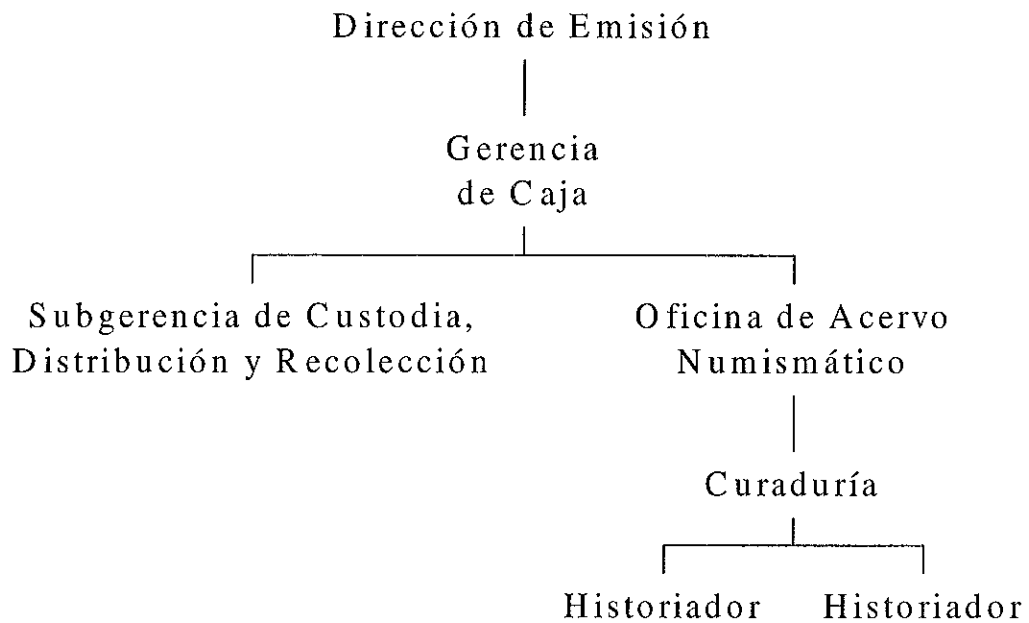 Dirección de Emisión
Gerencia
de Caja
Subgerencia de Custodia,
Distribución y Recolección
Oficina de Acervo
Numismático
Curaduría
Historiador
Historiador